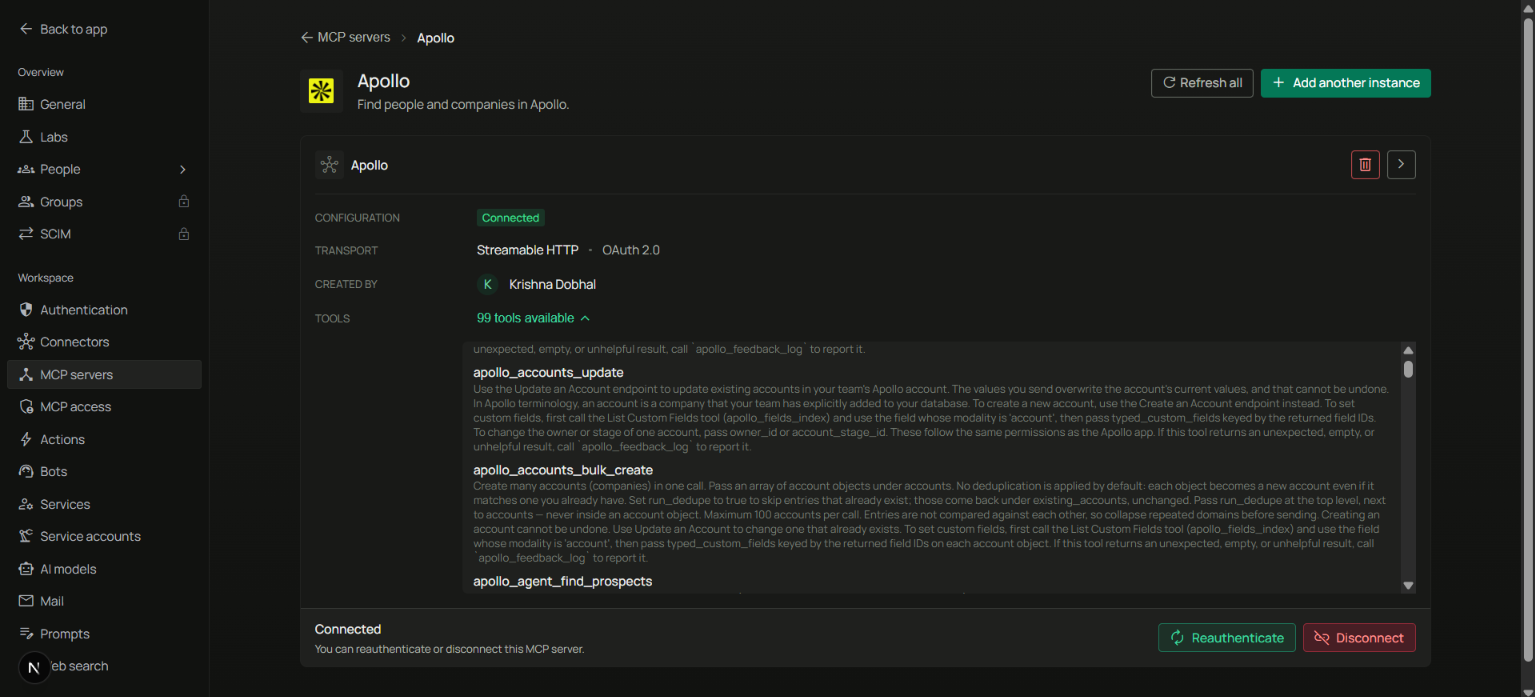 Back to app
Overview
General
Labs
People
Groups
SCIM
Workspace
Authentication
Connectors
MCP servers
MCP access
Actions
Bots
Services
Service accounts
AI models
Mail
Prompts
N
eb search
MCP servers
Apollo
Apollo
Find people and companies in Apollo.
Refresh all
Add another instance
Apollo
CONFIGURATION
Connected
TRANSPORT
Streamable HTTP • OAuth 2.0
CREATED BY
K Krishna Dobhal
TOOLS
99 tools available
unexpected, empty, or unhelpful result, call `apollo_feedback_log` to report it.
apollo_accounts_update
Use the Update an Account endpoint to update existing accounts in your team's Apollo account. The values you send overwrite the account's current values, and that cannot be undone.
In Apollo terminology, an account is a company that your team has explicitly added to your database. To create a new account, use the Create an Account endpoint instead. To set
custom fields, first call the List Custom Fields tool (apollo_fields_index) and use the field whose modality is 'account', then pass typed_custom_fields keyed by the returned field IDs.
To change the owner or stage of one account, pass owner_id or account_stage_id. These follow the same permissions as the Apollo app. If this tool returns an unexpected, empty, or
unhelpful result, call `apollo_feedback_log` to report it.
apollo_accounts_bulk_create
Create many accounts (companies) in one call. Pass an array of account objects under accounts. No deduplication is applied by default: each object becomes a new account even if it
matches one you already have. Set run_dedupe to true to skip entries that already exist; those come back under existing_accounts, unchanged. Pass run_dedupe at the top level, next
to accounts — never inside an account object. Maximum 100 accounts per call. Entries are not compared against each other, so collapse repeated domains before sending. Creating an
account cannot be undone. Use Update an Account to change one that already exists. To set custom fields, first call the List Custom Fields tool (apollo_fields_index) and use the field
whose modality is 'account', then pass typed_custom_fields keyed by the returned field IDs on each account object. If this tool returns an unexpected, empty, or unhelpful result, call
`apollo_feedback_log` to report it.
apollo_agent_find_prospects
Connected
You can reauthenticate or disconnect this MCP server.
Reauthenticate
Disconnect